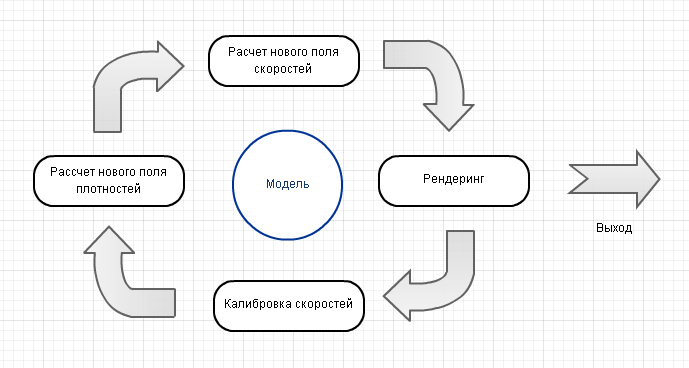 Расчет нового поля
скоростей
Рассчет нового поля
плотностей
Модель
Рендеринг
Выход
Калибровка скоростей